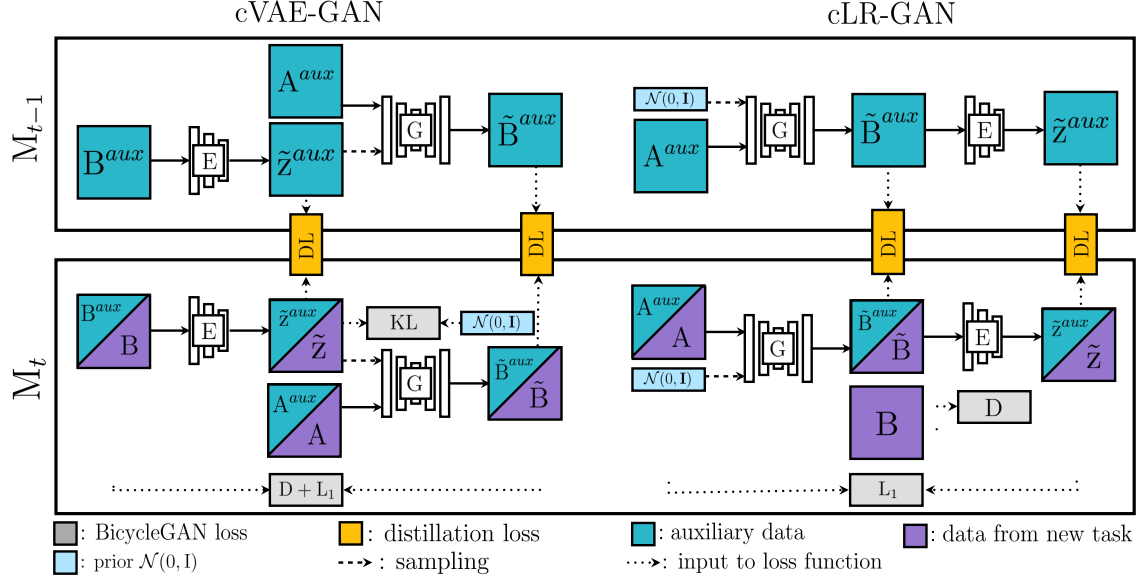 cVAE-GAN
cLR-GAN
M_{t−1}
B^{aux}
E
A^{aux}
z̃^{aux}
G
B̃^{aux}
𝒩(0, I)
A^{aux}
G
B̃^{aux}
E
z̃^{aux}
DL
DL
DL
DL
M_t
B^{aux}
B
E
z̃^{aux}
z̃
KL
𝒩(0, I)
A^{aux}
A
G
B̃^{aux}
B̃
D + L_1
A^{aux}
A
𝒩(0, I)
G
B̃^{aux}
B̃
E
z̃^{aux}
z̃
B
D
L_1
: BicycleGAN loss
: distillation loss
: auxiliary data
: data from new task
: prior 𝒩(0, I)
: sampling
: input to loss function